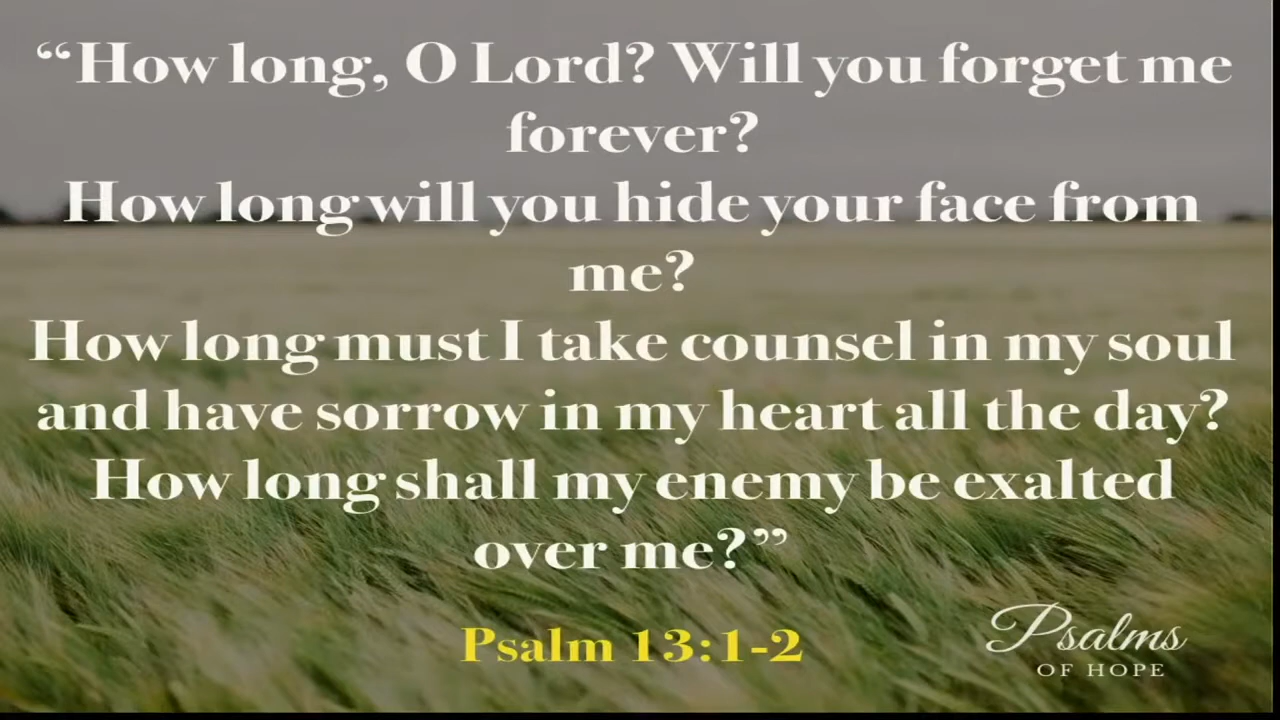 “How long, O Lord? Will you forget me
forever?
How long will you hide your face from
me?
How long must I take counsel in my soul
and have sorrow in my heart all the day?
How long shall my enemy be exalted
over me?”
Psalm 13:1-2
Psalms
OF HOPE